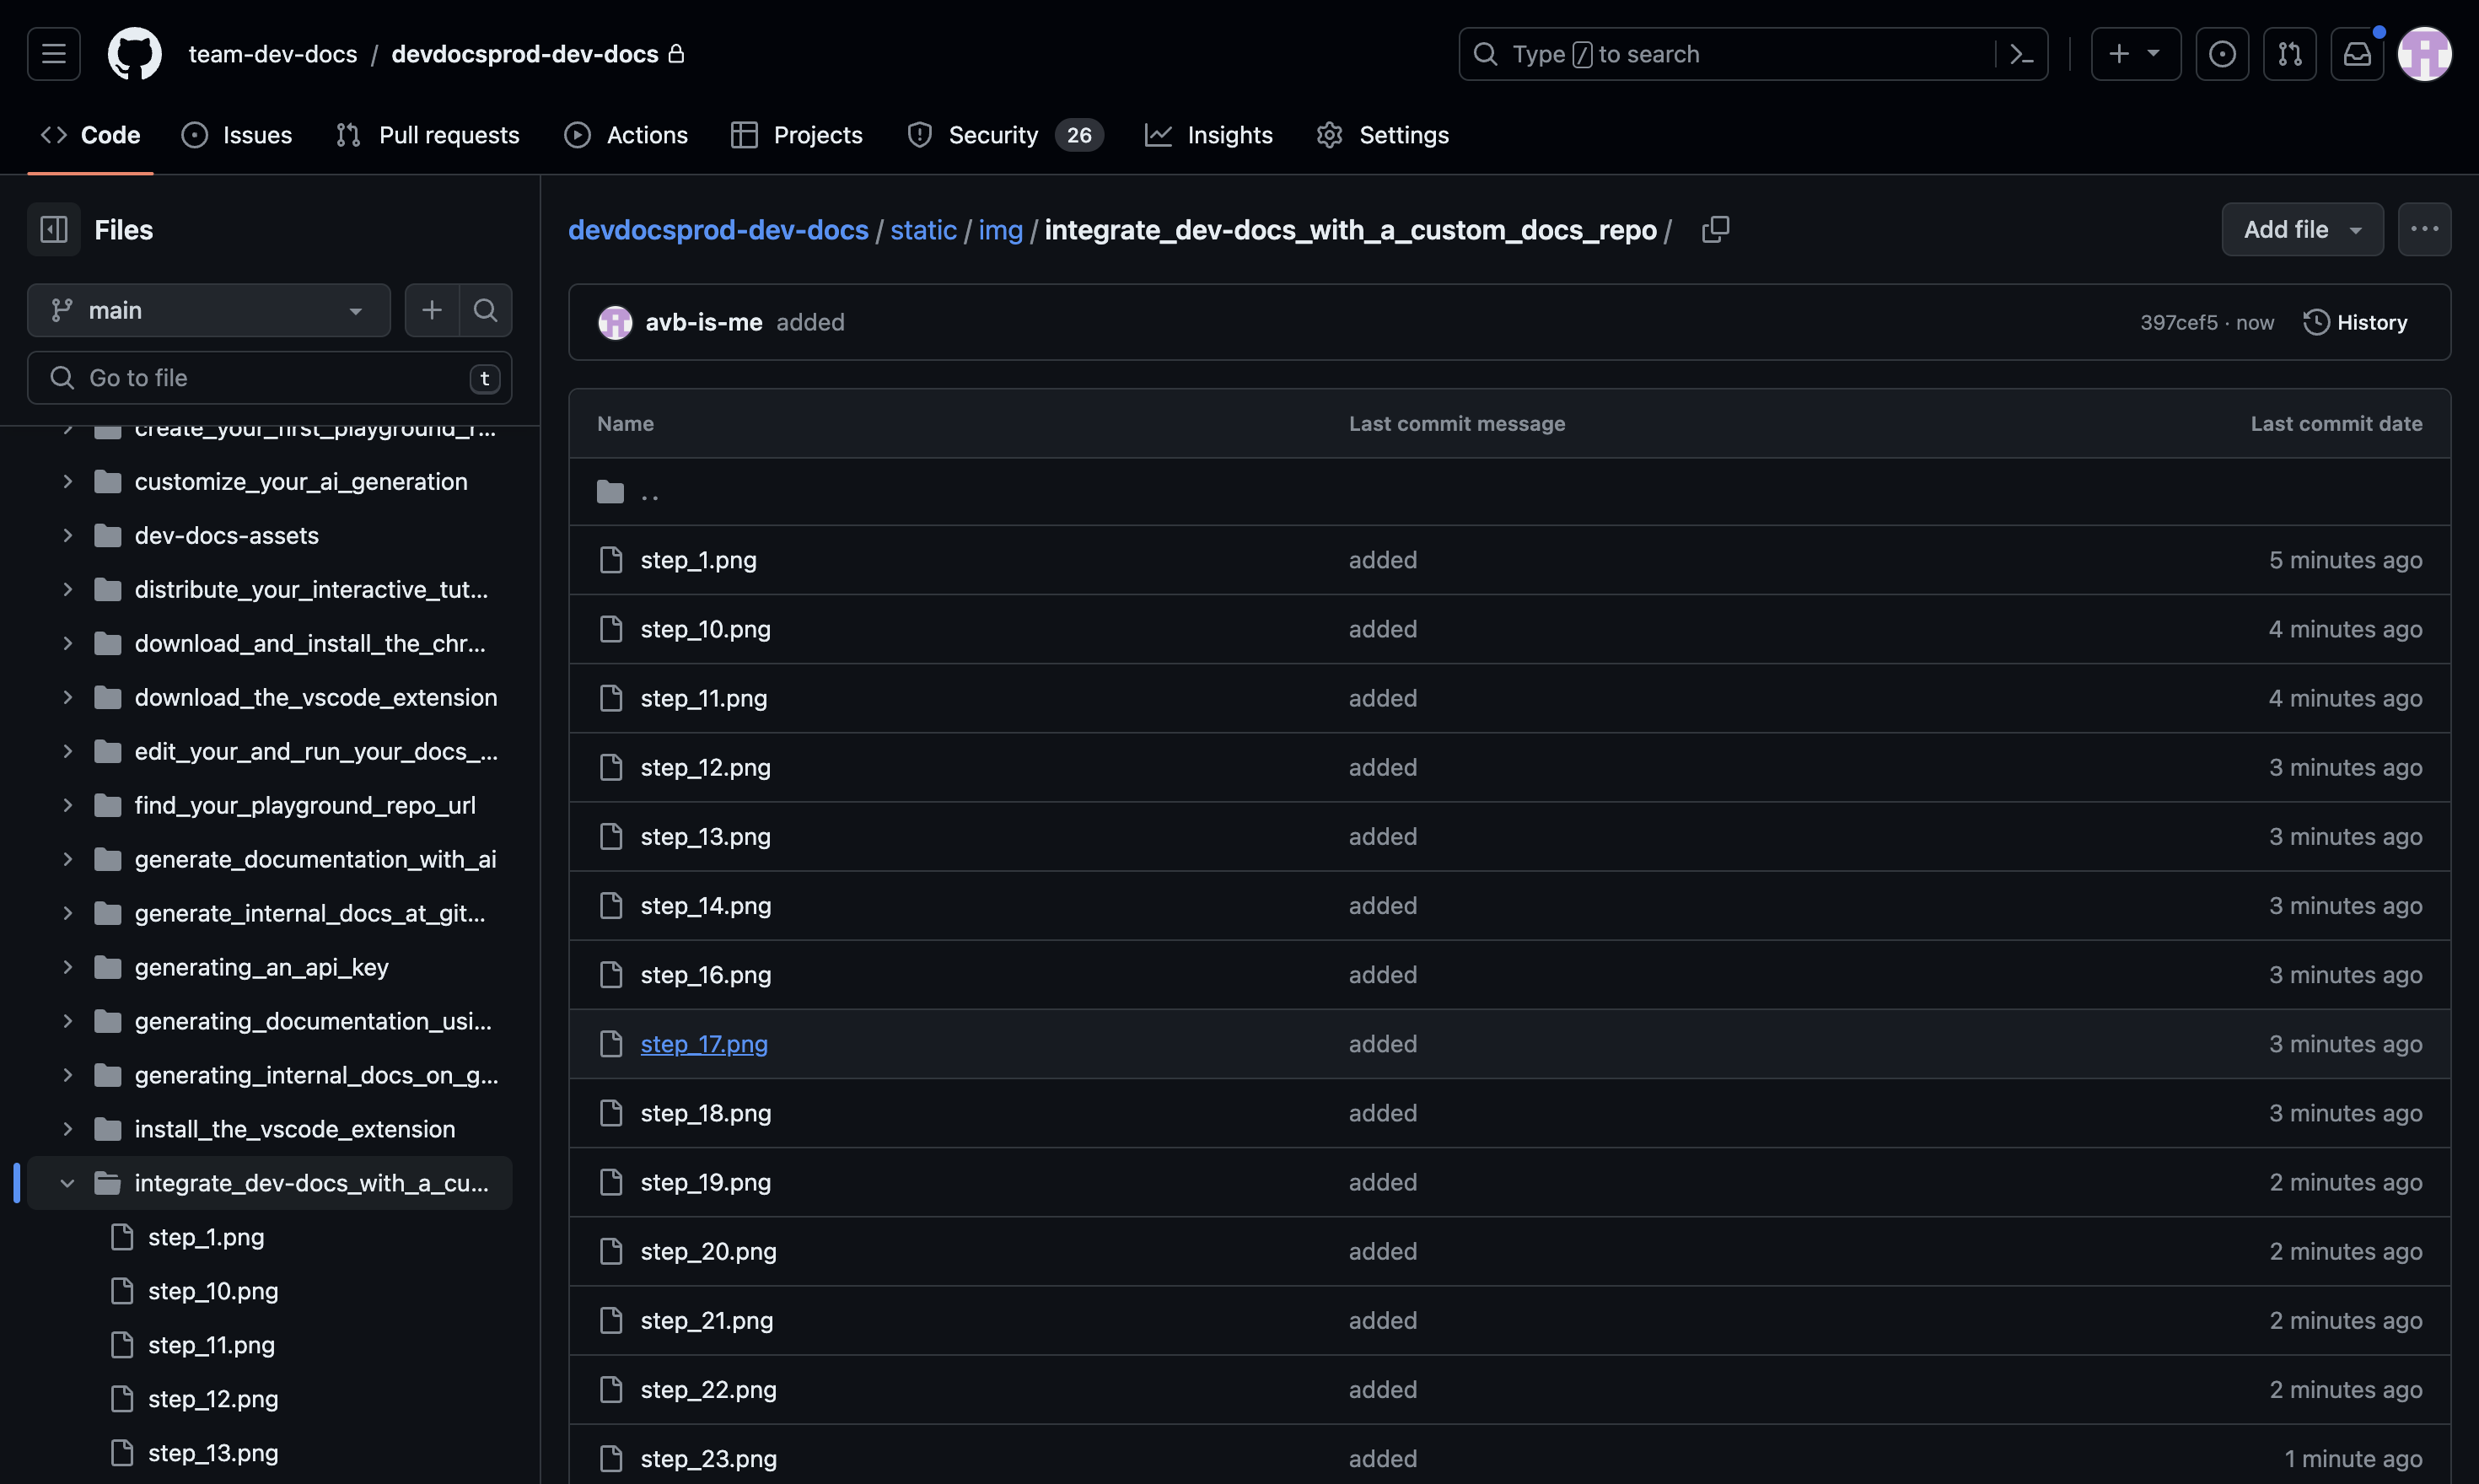 team-dev-docs / devdocsprod-dev-docs
Type / to search
Code
Issues
Pull requests
Actions
Projects
Security 26
Insights
Settings
Files
main
Go to file
t
create_your_first_playground_r...
customize_your_ai_generation
dev-docs-assets
distribute_your_interactive_tut...
download_and_install_the_chr...
download_the_vscode_extension
edit_your_and_run_your_docs_...
find_your_playground_repo_url
generate_documentation_with_ai
generate_internal_docs_at_git...
generating_an_api_key
generating_documentation_usi...
generating_internal_docs_on_g...
install_the_vscode_extension
integrate_dev-docs_with_a_cu...
step_1.png
step_10.png
step_11.png
step_12.png
step_13.png
devdocsprod-dev-docs / static / img / integrate_dev-docs_with_a_custom_docs_repo /
Add file
avb-is-me added
397cef5 · now
History
Name Last commit message Last commit date
..
step_1.png added 5 minutes ago
step_10.png added 4 minutes ago
step_11.png added 4 minutes ago
step_12.png added 3 minutes ago
step_13.png added 3 minutes ago
step_14.png added 3 minutes ago
step_16.png added 3 minutes ago
step_17.png added 3 minutes ago
step_18.png added 3 minutes ago
step_19.png added 2 minutes ago
step_20.png added 2 minutes ago
step_21.png added 2 minutes ago
step_22.png added 2 minutes ago
step_23.png added 1 minute ago